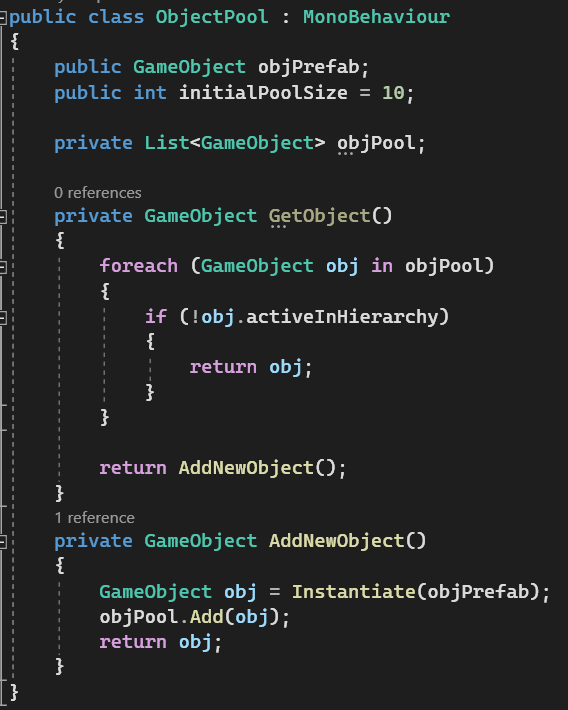 public class ObjectPool : MonoBehaviour
{
    public GameObject objPrefab;
    public int initialPoolSize = 10;

    private List<GameObject> objPool;

    0 references
    private GameObject GetObject()
    {
        foreach (GameObject obj in objPool)
        {
            if (!obj.activeInHierarchy)
            {
                return obj;
            }
        }

        return AddNewObject();
    }
    1 reference
    private GameObject AddNewObject()
    {
        GameObject obj = Instantiate(objPrefab);
        objPool.Add(obj);
        return obj;
    }
}